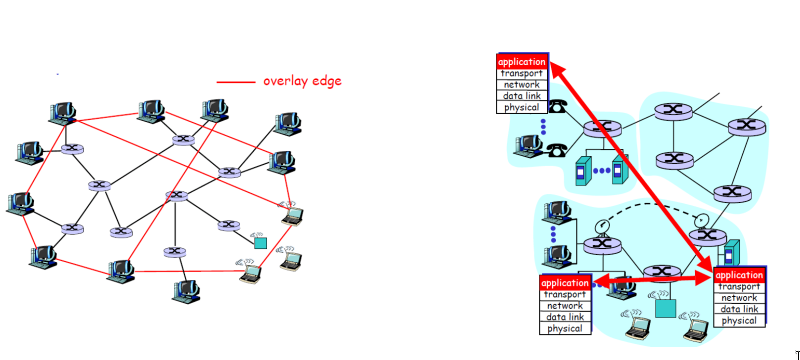 overlay edge
application
transport
network
data link
physical
application
transport
network
data link
physical
application
transport
network
data link
physical